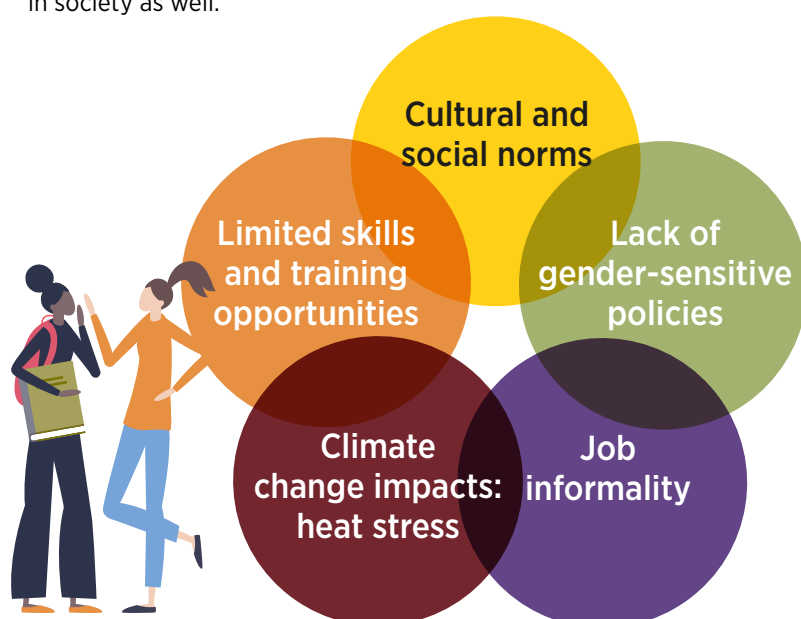 in society as well.
Cultural and
social norms
Limited skills
and training
opportunities
Lack of
gender-sensitive
policies
Climate
change impacts:
heat stress
Job
informality